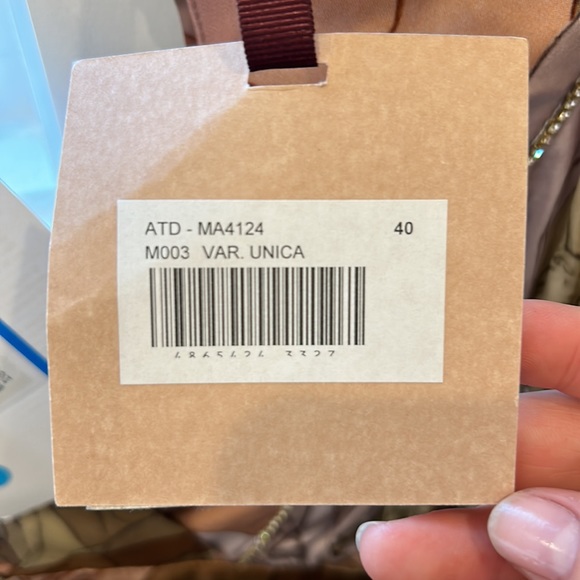 ATD - MA4124 40
M003 VAR. UNICA